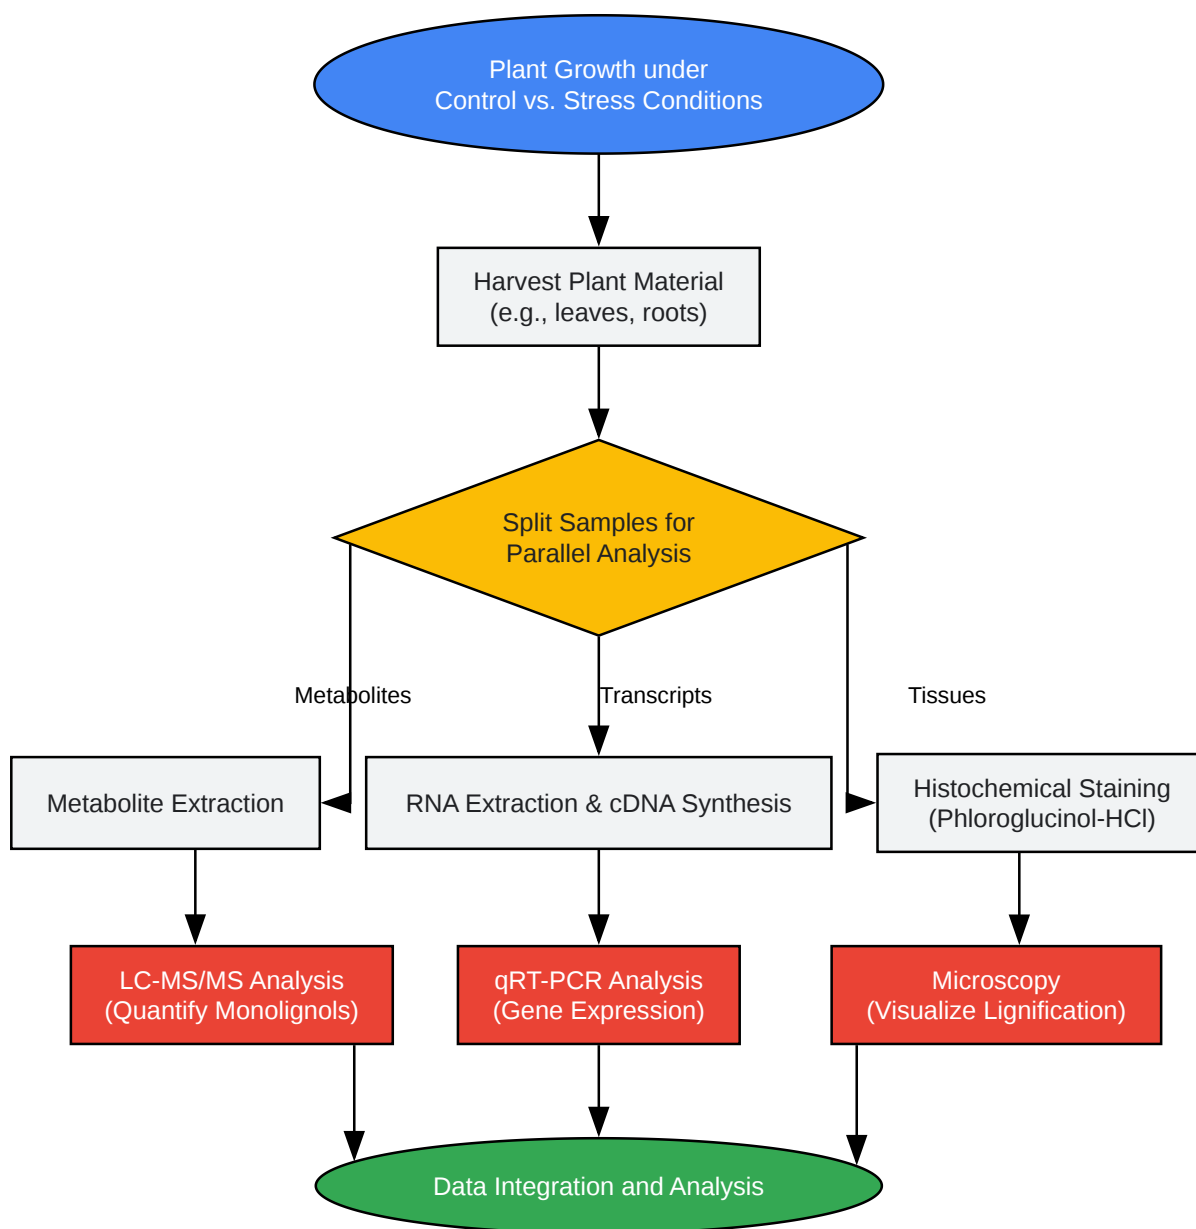 Plant Growth under
Control vs. Stress Conditions
Harvest Plant Material
(e.g., leaves, roots)
Split Samples for
Parallel Analysis
Metabolites
Transcripts
Tissues
Metabolite Extraction
RNA Extraction & cDNA Synthesis
Histochemical Staining
(Phloroglucinol-HCl)
LC-MS/MS Analysis
(Quantify Monolignols)
qRT-PCR Analysis
(Gene Expression)
Microscopy
(Visualize Lignification)
Data Integration and Analysis